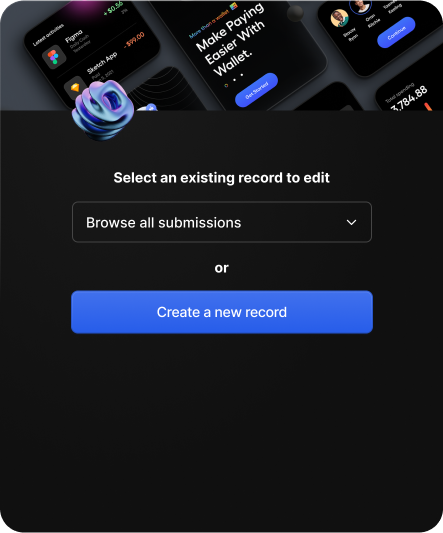 + $0.56
Latest activities
Figma
- $99.00
Sketch App
More than a wallet
Make Paying
Easier With
Wallet.
Get Started
Continue
Total spending
3,784.88
Select an existing record to edit
Browse all submissions
or
Create a new record